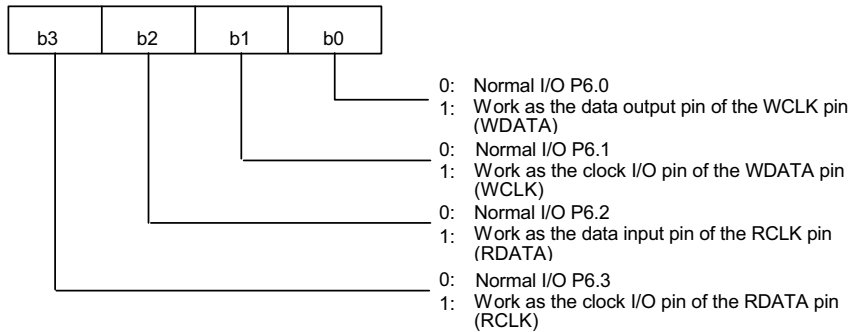 b3 b2 b1 b0
0: Normal I/O P6.0
1: Work as the data output pin of the WCLK pin
(WDATA)
0: Normal I/O P6.1
1: Work as the clock I/O pin of the WDATA pin
(WCLK)
0: Normal I/O P6.2
1: Work as the data input pin of the RCLK pin
(RDATA)
0: Normal I/O P6.3
1: Work as the clock I/O pin of the RDATA pin
(RCLK)